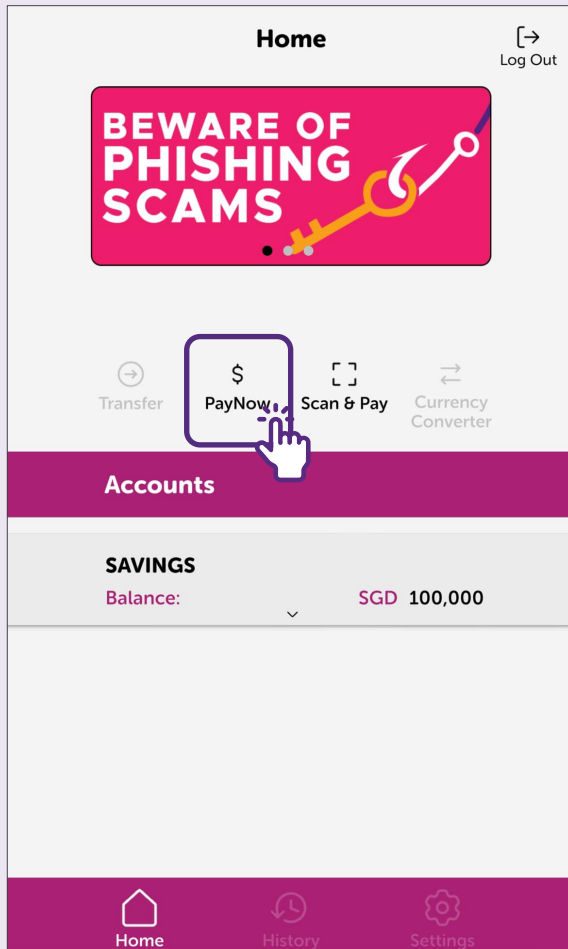 Home
Log Out
BEWARE OF
PHISHING
SCAMS
Transfer
$
PayNow
Scan & Pay
Currency
Converter
Accounts
SAVINGS
Balance: SGD 100,000
Home History Settings